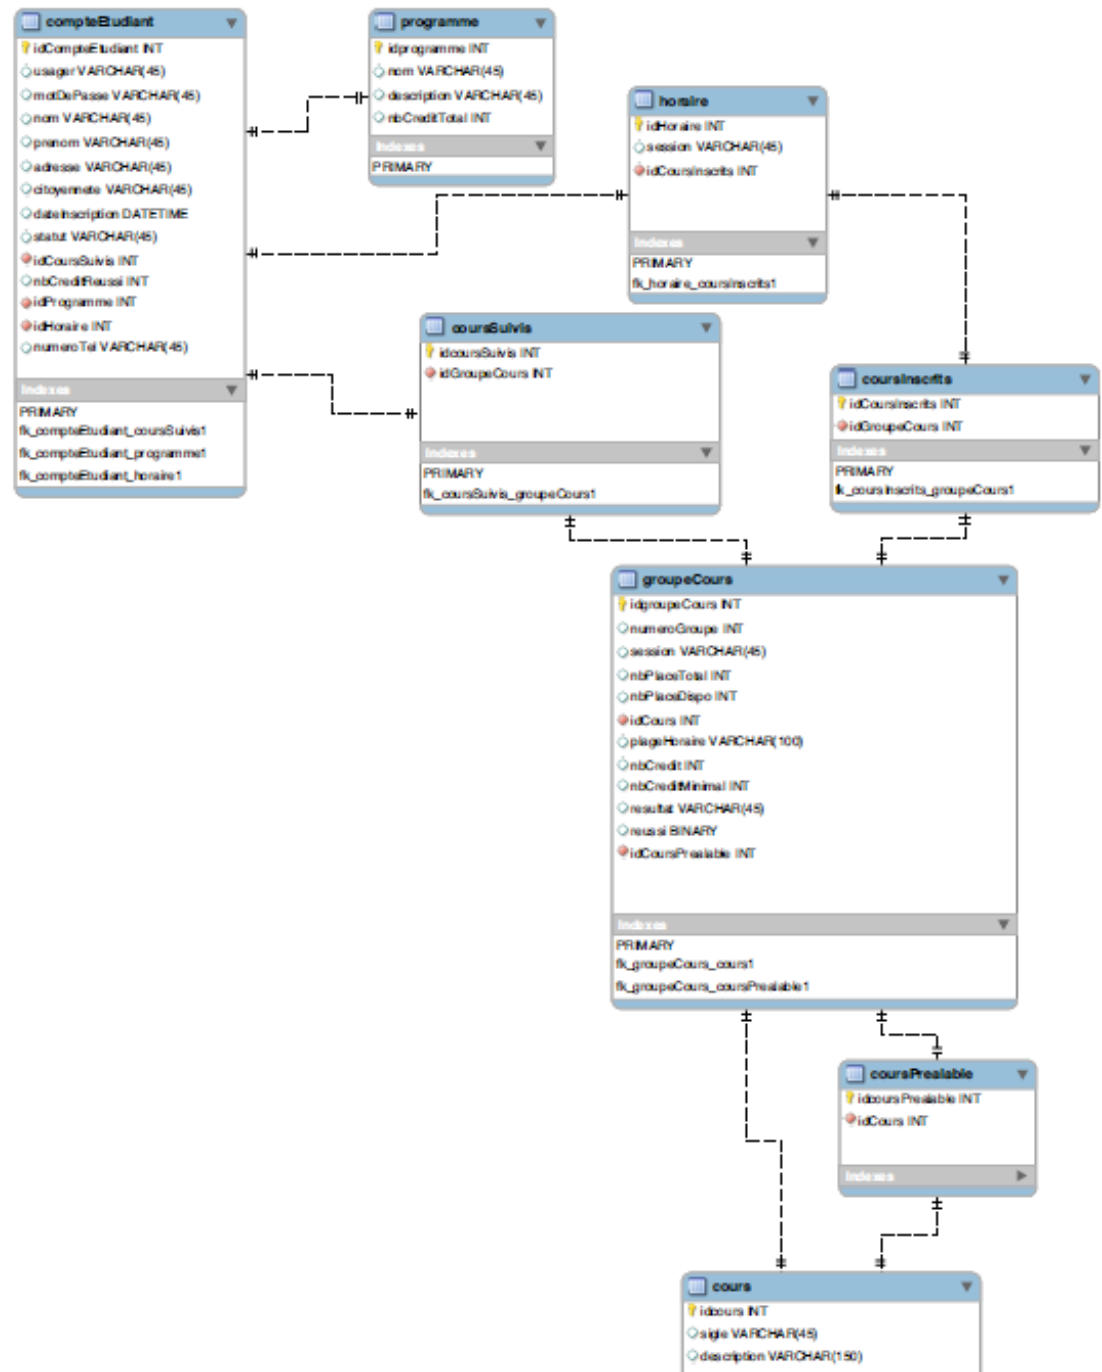 compteEtudiant
idCompteEtudiant INT
usager VARCHAR(45)
motDePasse VARCHAR(45)
nom VARCHAR(45)
prenom VARCHAR(45)
adresse VARCHAR(45)
citoyennete VARCHAR(45)
dateInscription DATETIME
statut VARCHAR(45)
idCoursSuivis INT
nbCreditReussi INT
idProgramme INT
idHoraire INT
numeroTel VARCHAR(45)
Indexes
PRIMARY
fk_compteEtudiant_coursSuivis1
fk_compteEtudiant_programme1
fk_compteEtudiant_horaire1
programme
idprogramme INT
nom VARCHAR(45)
description VARCHAR(45)
nbCreditTotal INT
Indexes
PRIMARY
horaire
idHoraire INT
session VARCHAR(45)
idCoursInscrits INT
Indexes
PRIMARY
fk_horaire_coursInscrits1
coursSuivis
idcoursSuivis INT
idGroupeCours INT
Indexes
PRIMARY
fk_coursSuivis_groupeCours1
coursInscrits
idCoursInscrits INT
idGroupeCours INT
Indexes
PRIMARY
fk_coursInscrits_groupeCours1
groupeCours
idgroupeCours INT
numeroGroupe INT
session VARCHAR(45)
nbPlaceTotal INT
nbPlaceDispo INT
idCours INT
plageHoraire VARCHAR(100)
nbCredit INT
nbCreditMinimal INT
resultat VARCHAR(45)
reussi BINARY
idCoursPrealable INT
Indexes
PRIMARY
fk_groupeCours_cours1
fk_groupeCours_coursPrealable1
coursPrealable
idcoursPrealable INT
idCours INT
Indexes
cours
idcours INT
sigle VARCHAR(45)
description VARCHAR(150)